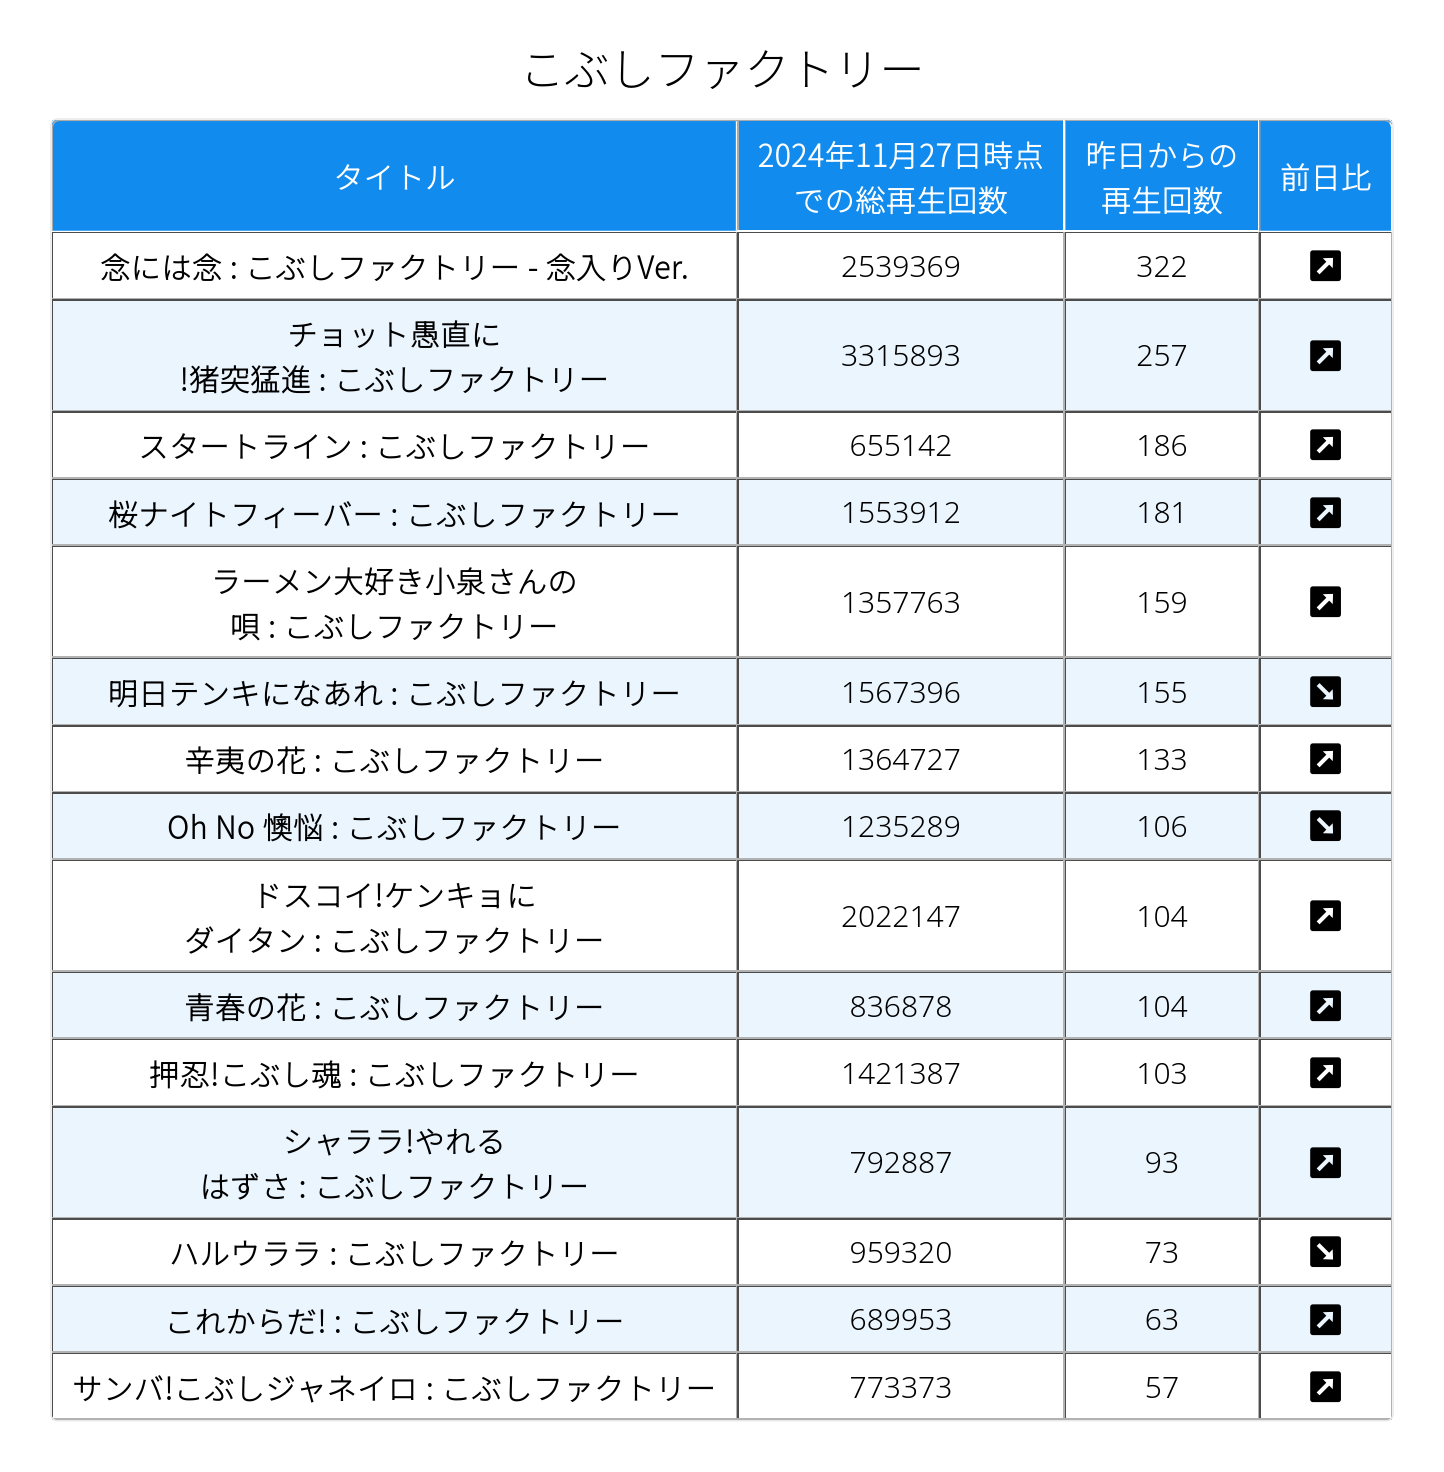 こぶしファクトリー
タイトル
2024年11月27日時点
での総再生回数
昨日からの
再生回数
前日比
念には念 : こぶしファクトリー - 念入りVer.
2539369
322
チョット愚直に
!猪突猛進 : こぶしファクトリー
3315893
257
スタートライン : こぶしファクトリー
655142
186
桜ナイトフィーバー : こぶしファクトリー
1553912
181
ラーメン大好き小泉さんの
唄 : こぶしファクトリー
1357763
159
明日テンキになあれ : こぶしファクトリー
1567396
155
辛夷の花 : こぶしファクトリー
1364727
133
Oh No 懊悩 : こぶしファクトリー
1235289
106
ドスコイ!ケンキョに
ダイタン : こぶしファクトリー
2022147
104
青春の花 : こぶしファクトリー
836878
104
押忍!こぶし魂 : こぶしファクトリー
1421387
103
シャララ!やれる
はずさ : こぶしファクトリー
792887
93
ハルウララ : こぶしファクトリー
959320
73
これからだ! : こぶしファクトリー
689953
63
サンバ!こぶしジャネイロ : こぶしファクトリー
773373
57